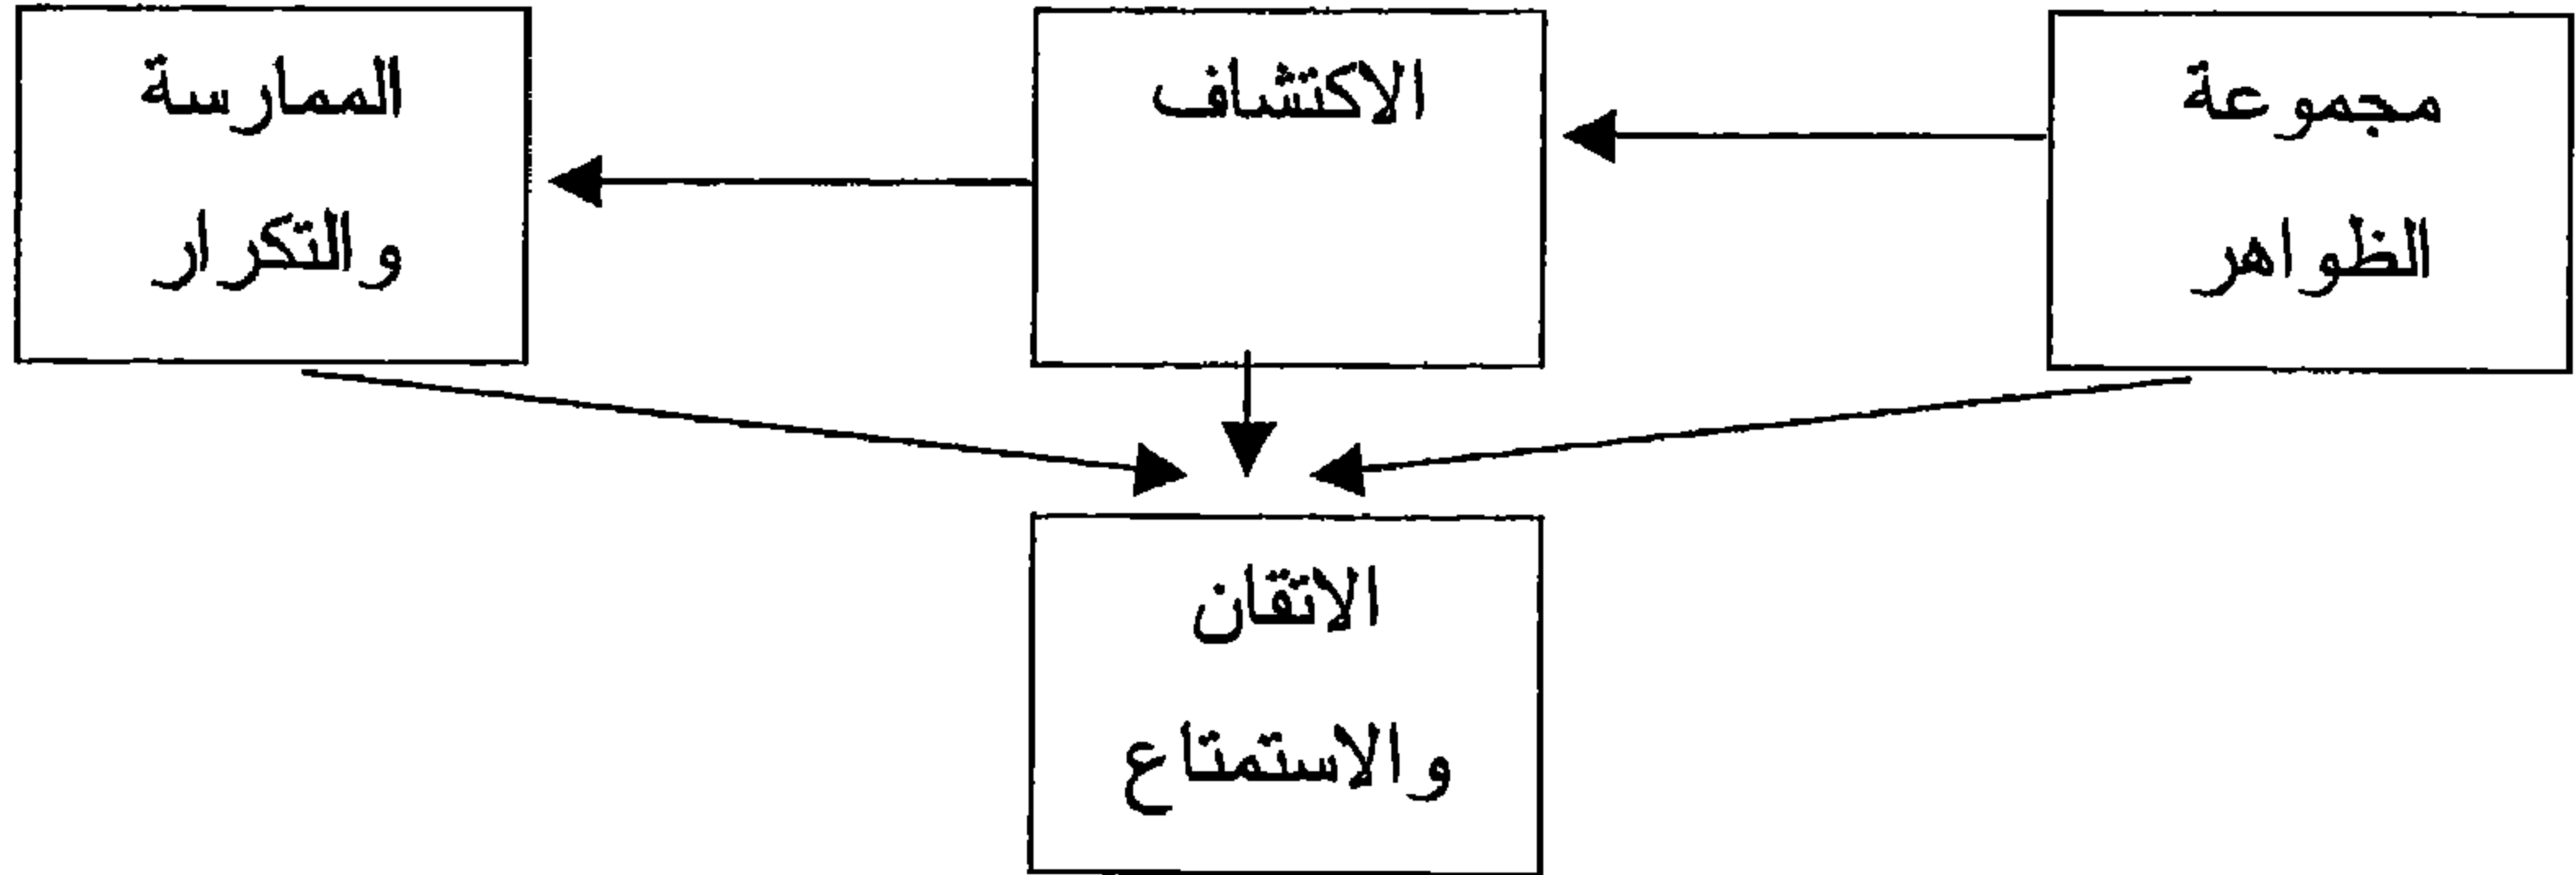 مجموعة
الظواهر
الاكتشاف
الممارسة
والتكرار
الاتقان
والاستمتاع